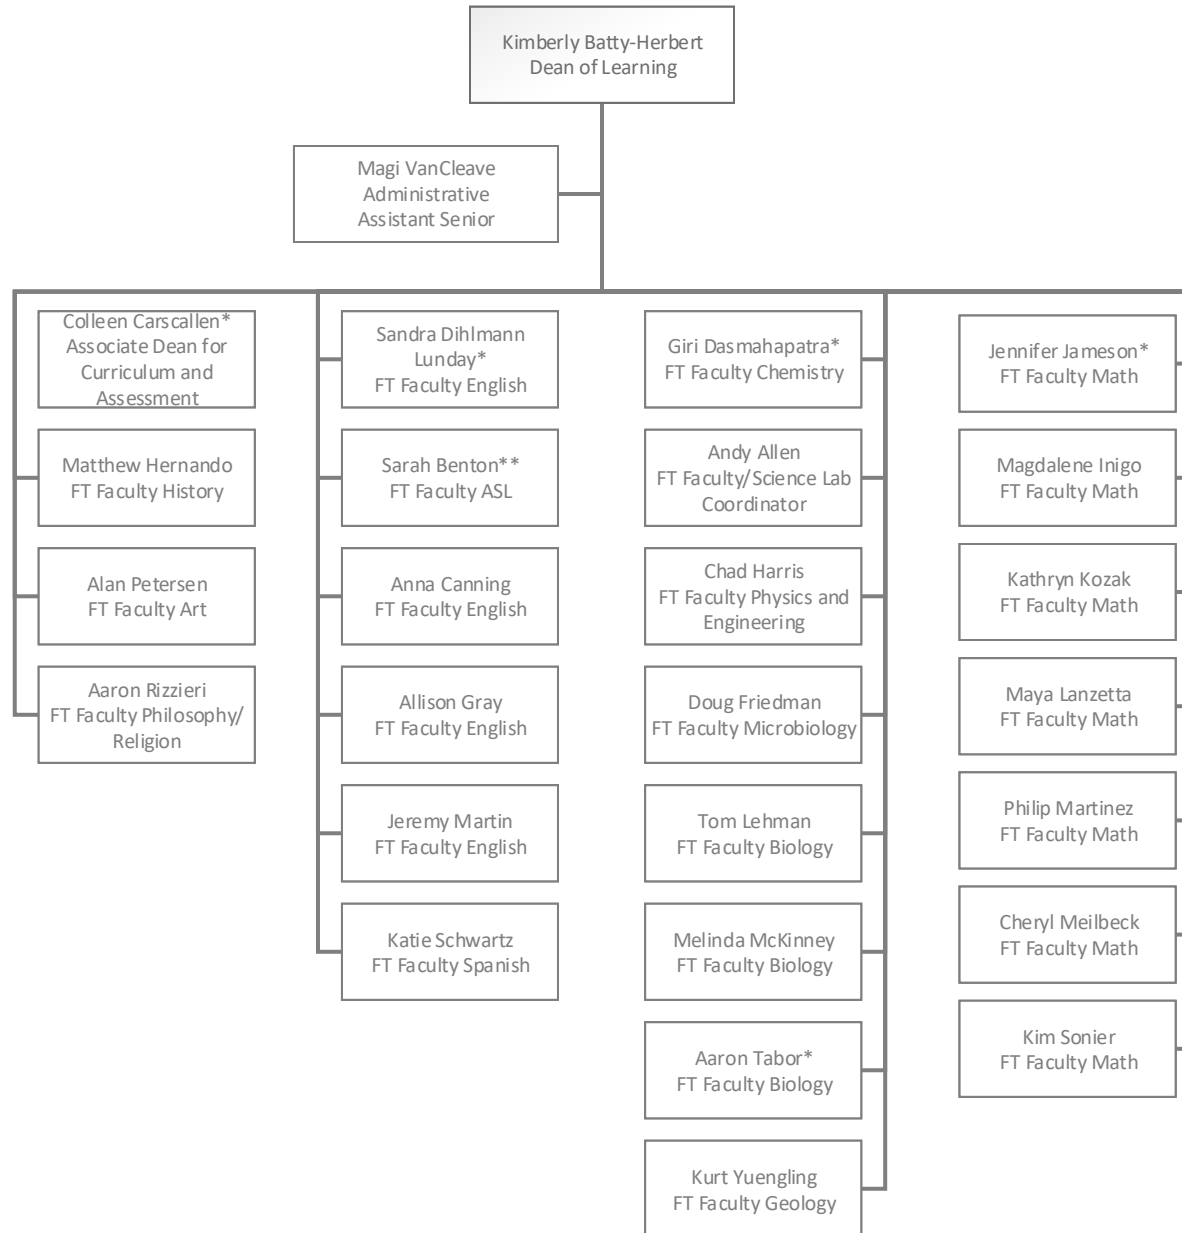 Kimberly Batty-Herbert
Dean of Learning
Magi VanCleave
Administrative
Assistant Senior
Colleen Carscallen*
Associate Dean for
Curriculum and
Assessment
Matthew Hernando
FT Faculty History
Alan Petersen
FT Faculty Art
Aaron Rizzieri
FT Faculty Philosophy/
Religion
Sandra Dihlmann
Lunday*
FT Faculty English
Sarah Benton**
FT Faculty ASL
Anna Canning
FT Faculty English
Allison Gray
FT Faculty English
Jeremy Martin
FT Faculty English
Katie Schwartz
FT Faculty Spanish
Giri Dasmahapatra*
FT Faculty Chemistry
Andy Allen
FT Faculty/Science Lab
Coordinator
Chad Harris
FT Faculty Physics and
Engineering
Doug Friedman
FT Faculty Microbiology
Tom Lehman
FT Faculty Biology
Melinda McKinney
FT Faculty Biology
Aaron Tabor*
FT Faculty Biology
Kurt Yuengling
FT Faculty Geology
Jennifer Jameson*
FT Faculty Math
Magdalene Inigo
FT Faculty Math
Kathryn Kozak
FT Faculty Math
Maya Lanzetta
FT Faculty Math
Philip Martinez
FT Faculty Math
Cheryl Meilbeck
FT Faculty Math
Kim Sonier
FT Faculty Math